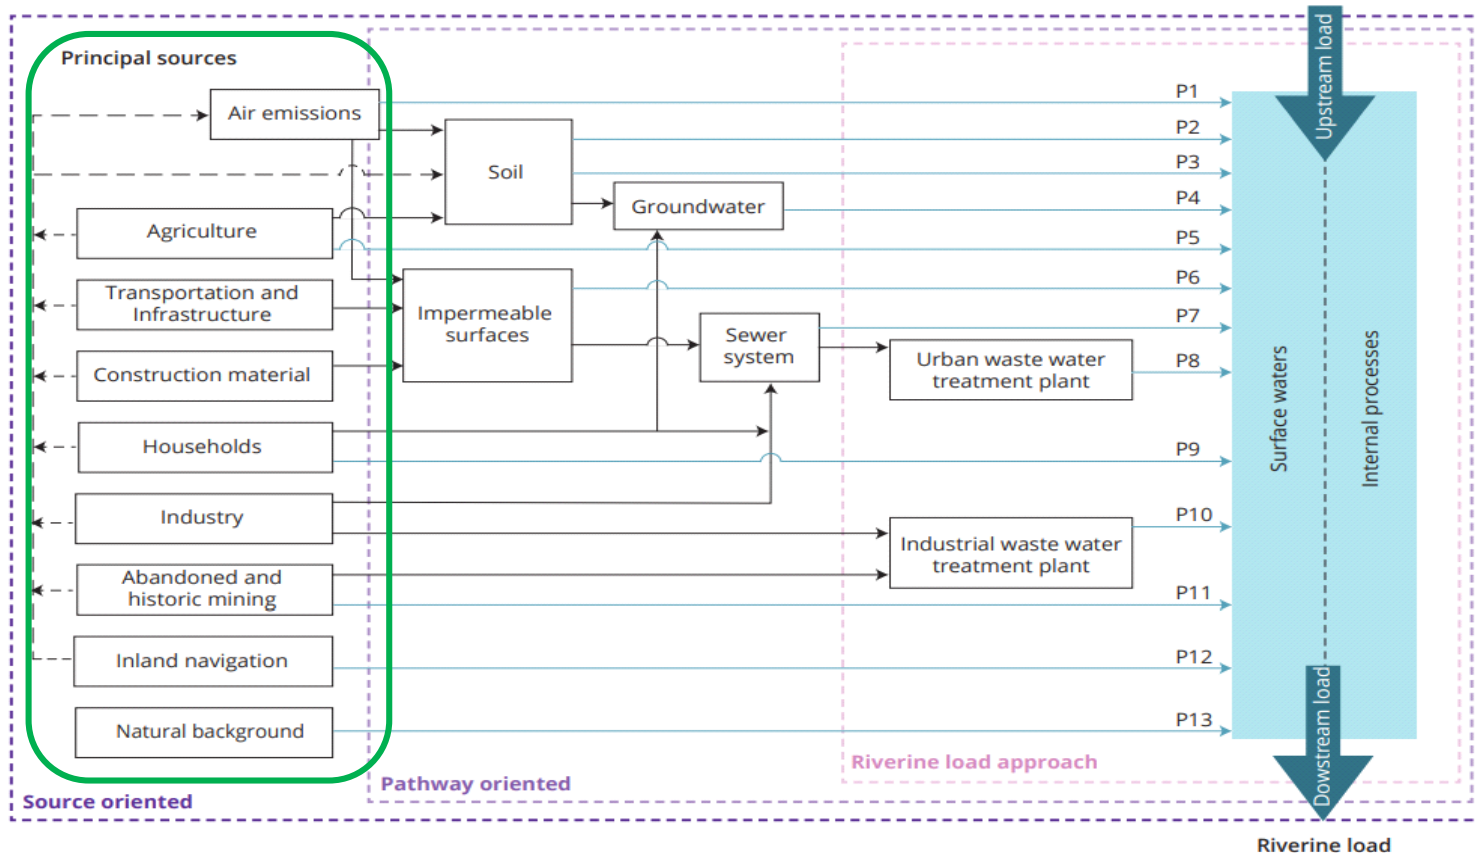 Principal sources
Upstream load
Air emissions
P1
P2
Soil
P3
Groundwater
P4
Agriculture
P5
Transportation and
Infrastructure
P6
Impermeable
surfaces
P7
Sewer
system
Urban waste water
treatment plant
P8
Construction material
Surface waters
Internal processes
Households
P9
Industry
P10
Industrial waste water
treatment plant
Abandoned and
historic mining
P11
Inland navigation
P12
Natural background
P13
Riverine load approach
Pathway oriented
Source oriented
Dowstream load
Riverine load